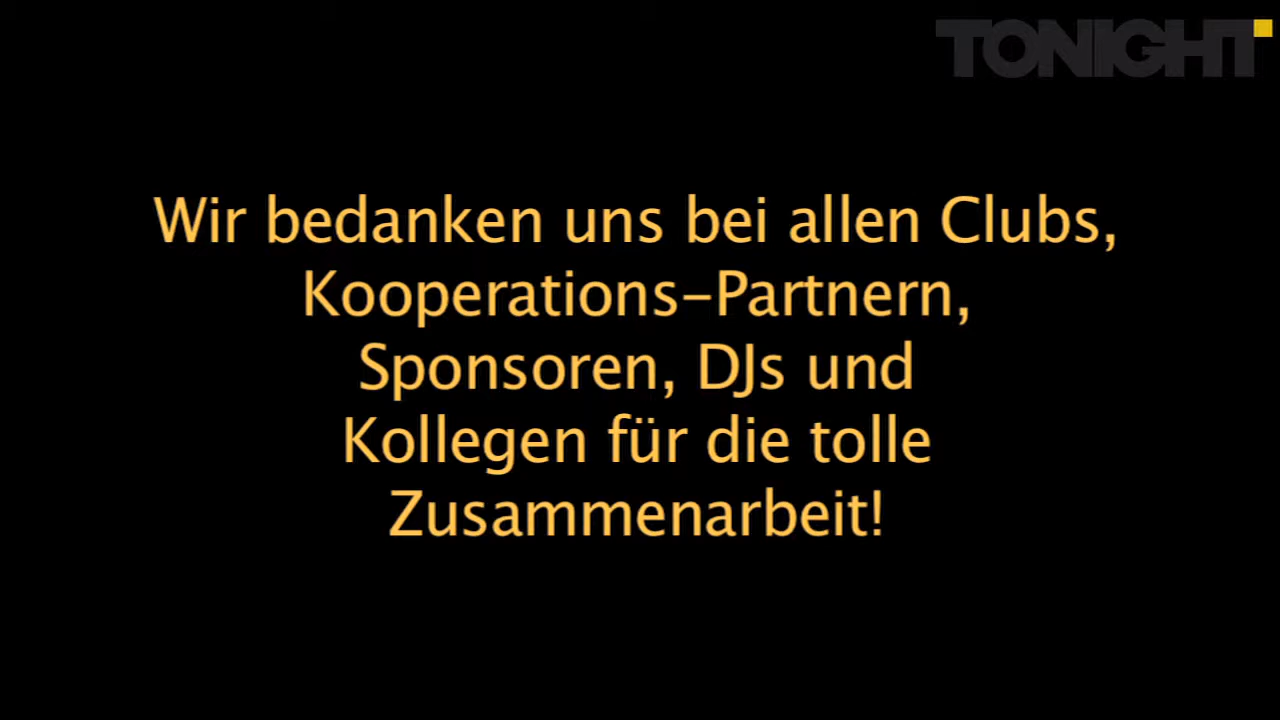 TONIGHT
Wir bedanken uns bei allen Clubs,
Kooperations-Partnern,
Sponsoren, DJs und
Kollegen für die tolle
Zusammenarbeit!